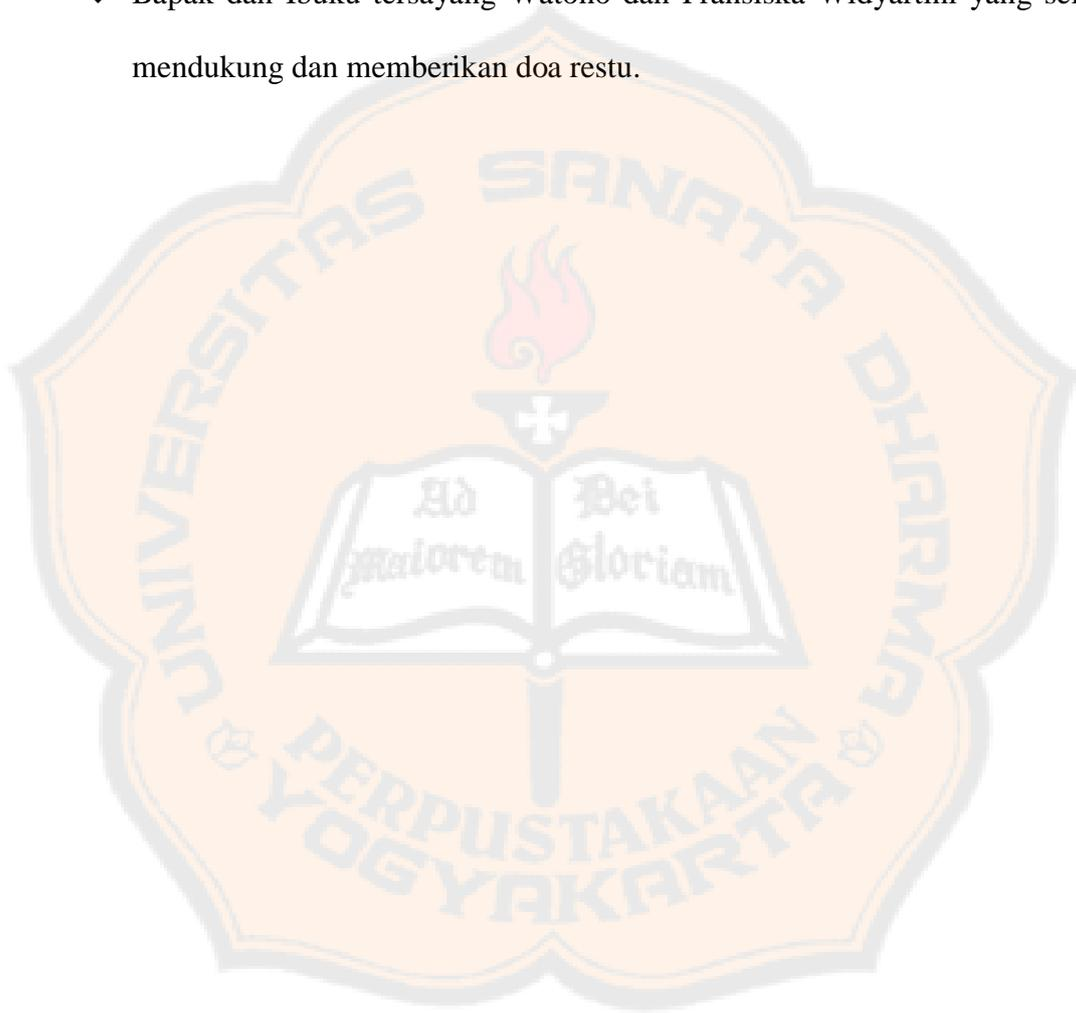 Bapak dan Ibuku tersayang Watono dan Fransiska Widyartini yang
mendukung dan memberikan doa restu.
UNIVERSITAS SANATA DHARMA
Ad Dei
Maiorem Gloriam
PERPUSTAKAAN
YOGYAKARTA